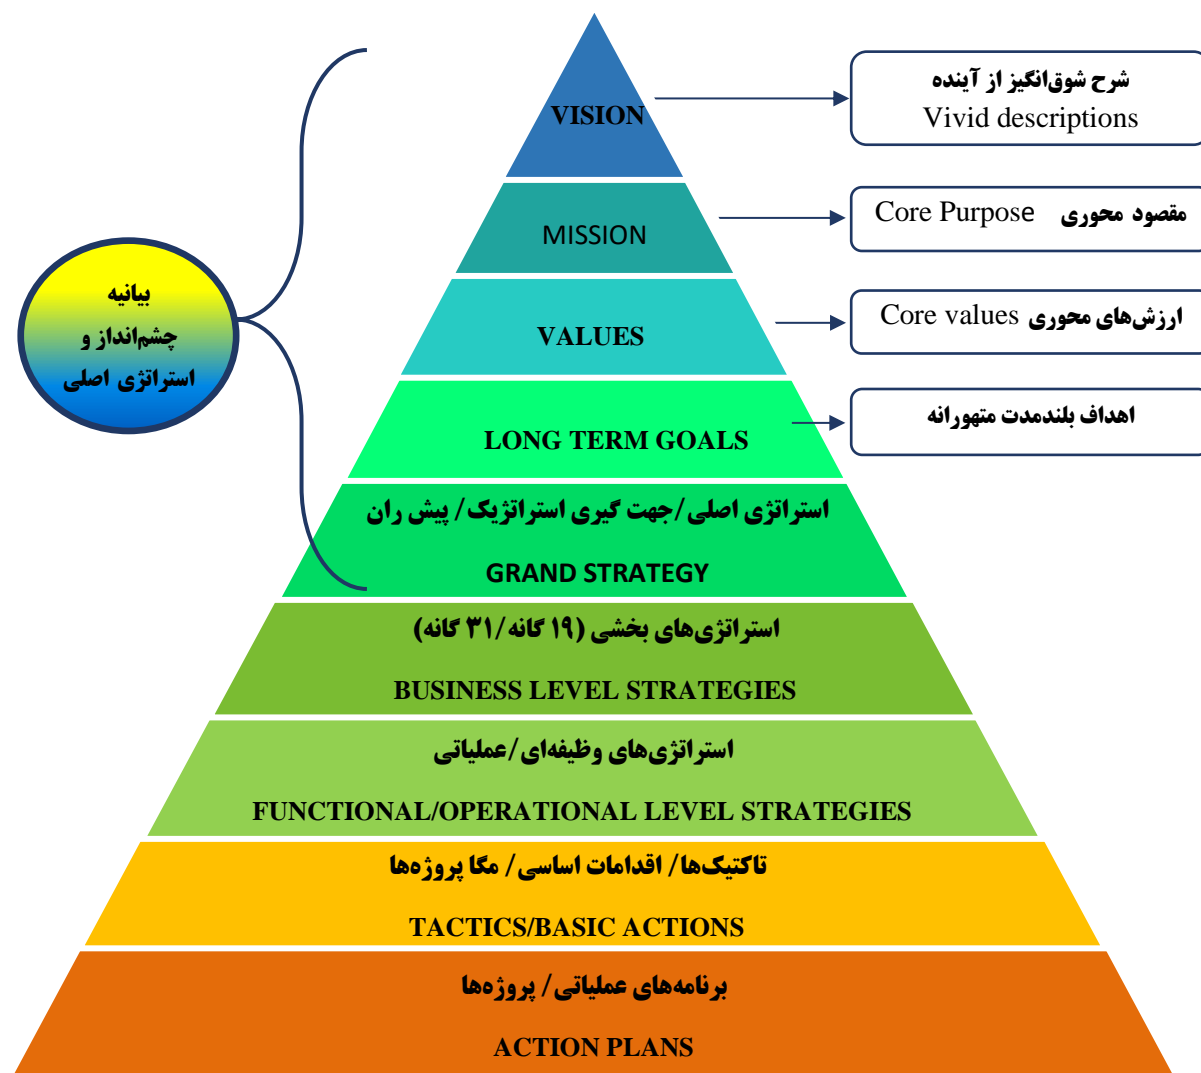 VISION
شرح شوق‌انگیز از آینده
Vivid descriptions
MISSION
مقصود محوری Core Purpose
VALUES
ارزش‌های محوری Core values
بیانیه
چشم‌انداز و
استراتژی اصلی
LONG TERM GOALS
اهداف بلندمدت متهورانه
استراتژی اصلی/جهت گیری استراتژیک/ پیش ران
GRAND STRATEGY
استراتژی‌های بخشی (۱۹ گانه/۳۱ گانه)
BUSINESS LEVEL STRATEGIES
استراتژی‌های وظیفه‌ای/عملیاتی
FUNCTIONAL/OPERATIONAL LEVEL STRATEGIES
تاکتیک‌ها/ اقدامات اساسی/ مگا پروژه‌ها
TACTICS/BASIC ACTIONS
برنامه‌های عملیاتی/ پروژه‌ها
ACTION PLANS